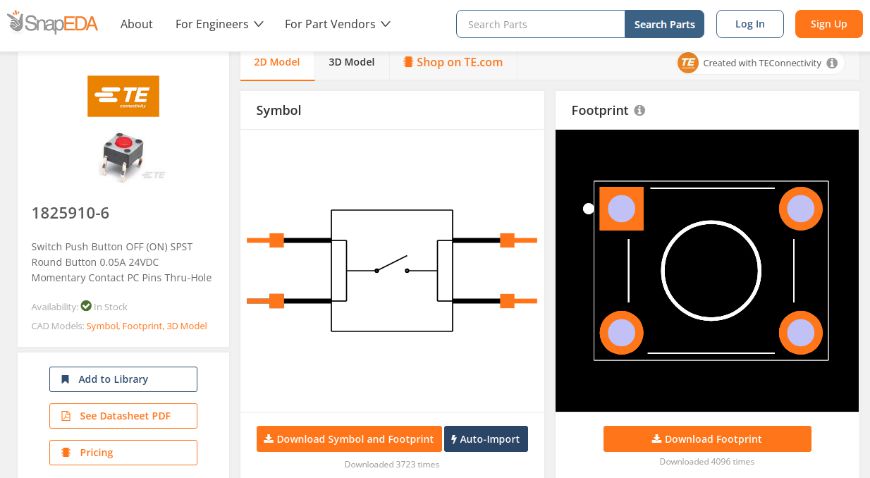 SnapEDA
About
For Engineers
For Part Vendors
Search Parts
Search Parts
Log In
Sign Up
2D Model
3D Model
Shop on TE.com
TE
Created with TEConnectivity
TE
connectivity
TE
1825910-6
Switch Push Button OFF (ON) SPST
Round Button 0.05A 24VDC
Momentary Contact PC Pins Thru-Hole
Availability: In Stock
CAD Models: Symbol, Footprint, 3D Model
Add to Library
See Datasheet PDF
Pricing
Symbol
Download Symbol and Footprint
Auto-Import
Downloaded 3723 times
Footprint
Download Footprint
Downloaded 4096 times